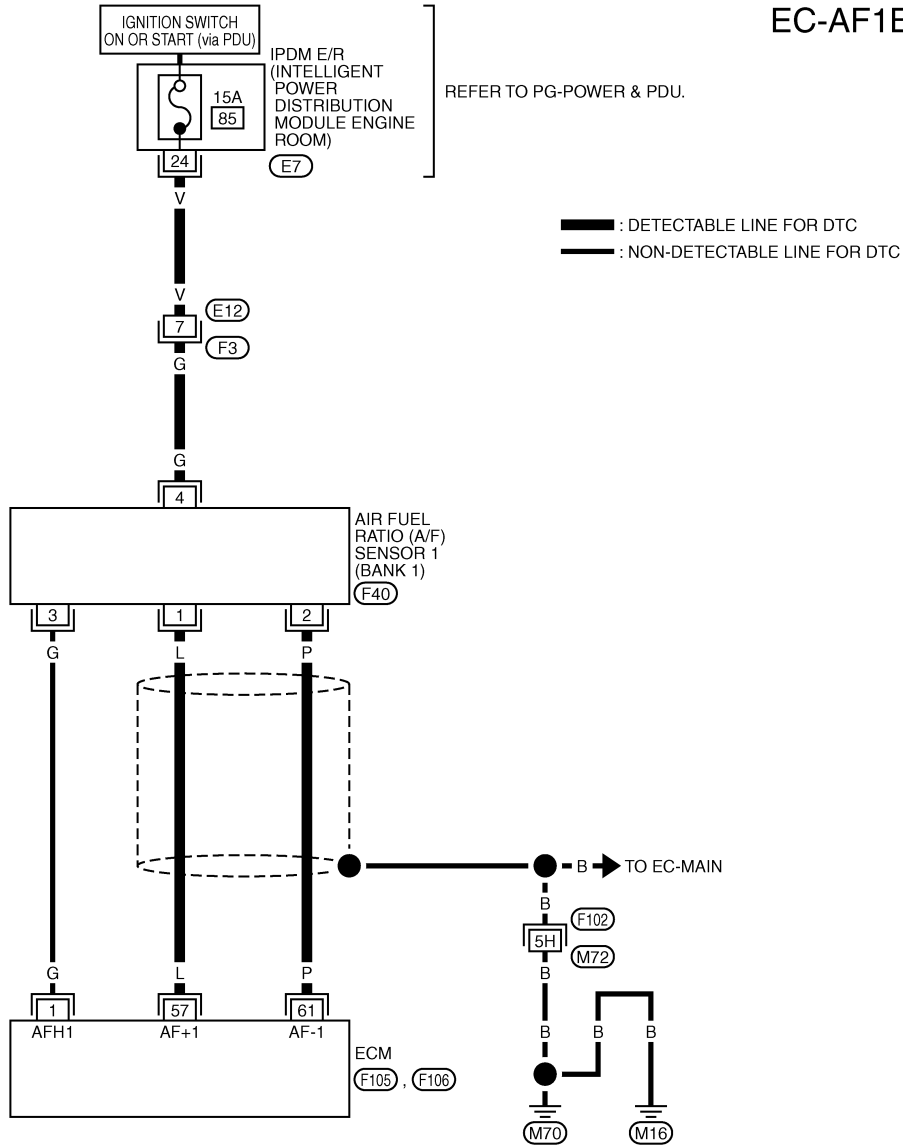 EC-AF1B
IGNITION SWITCH
ON OR START (via PDU)
IPDM E/R
(INTELLIGENT
POWER
DISTRIBUTION
MODULE ENGINE
ROOM)
15A
85
REFER TO PG-POWER & PDU.
24
E7
V
: DETECTABLE LINE FOR DTC
: NON-DETECTABLE LINE FOR DTC
V
E12
7
F3
G
G
4
AIR FUEL
RATIO (A/F)
SENSOR 1
(BANK 1)
F40
3 1 2
G L P
B TO EC-MAIN
B
F102
5H
M72
G L P B
1 57 61
AFH1 AF+1 AF-1
B B B
ECM
F105 , F106
M70 M16